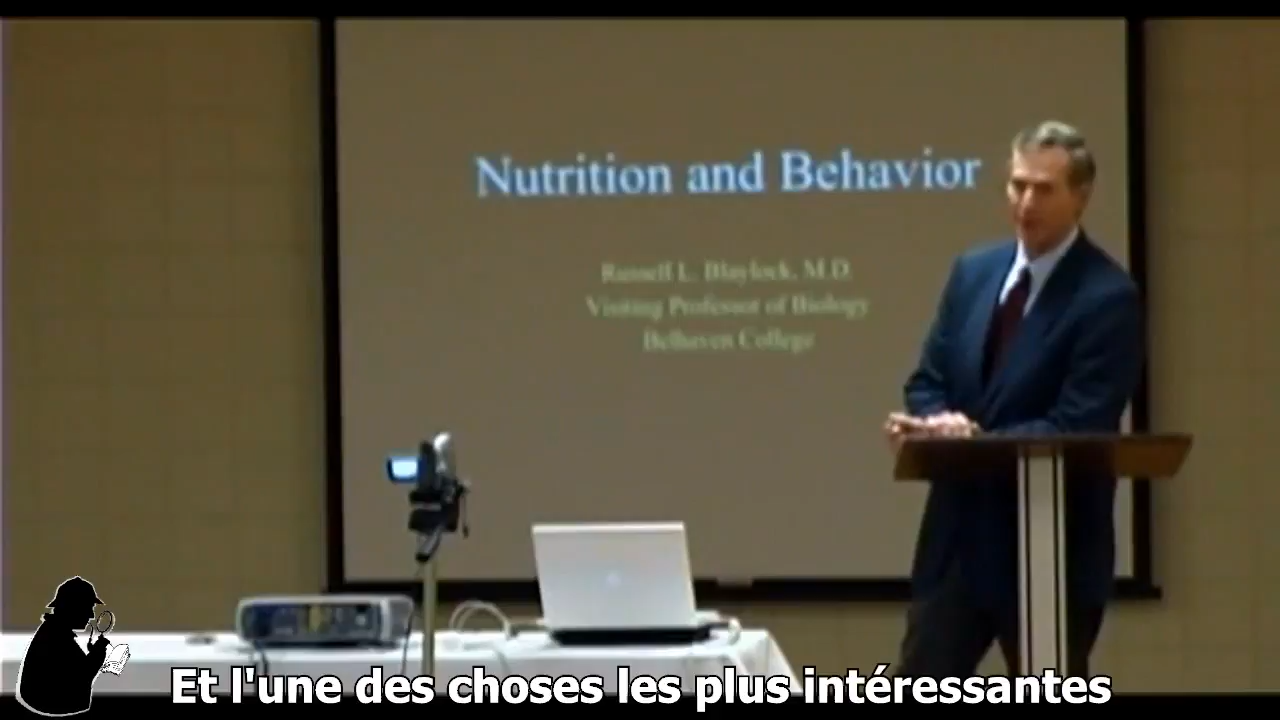 Nutrition and Behavior
Russell L. Blaylock, M.D.
Visiting Professor of Biology
Belhaven College
Et l'une des choses les plus intéressantes